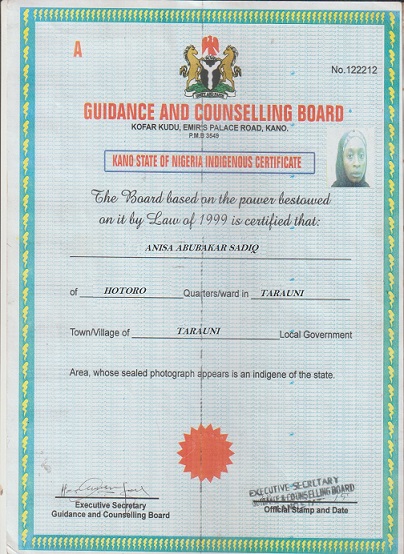 A
No.122212
GUIDANCE AND COUNSELLING BOARD
KOFAR KUDU, EMIR'S PALACE ROAD, KANO.
P.M.B 3549
KANO STATE OF NIGERIA INDIGENOUS CERTIFICATE
The Board based on the power bestowed
on it by Law of 1999 is certified that:
ANISA ABUBAKAR SADIQ
of HOTORO Quarters/ward in TARAUNI
Town/Village of TARAUNI Local Government
Area, whose sealed photograph appears is an indigene of the state.
Executive Secretary
Guidance and Counselling Board
EXECUTIVE SECRETARY
& COUNSELLING BOARD
Official Stamp and Date